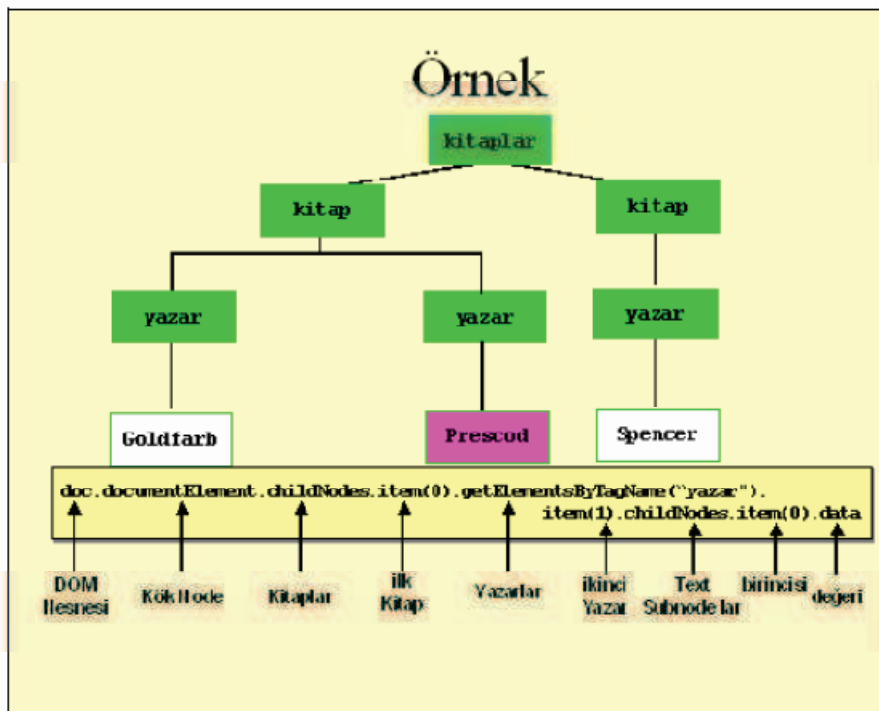 Örnek
kitaplar
kitap
kitap
yazar
yazar
yazar
Goldfarb
Prescod
Spencer
doc.documentElement.childNodes.item(0).getElementsByTagName("yazar").
item(1).childNodes.item(0).data
DOM
Nesnesi
Kök Node
Kitaplar
ilk
Kitap
Yazarlar
ikinci
Yazar
Text
Subnodelar
birincisi
değeri